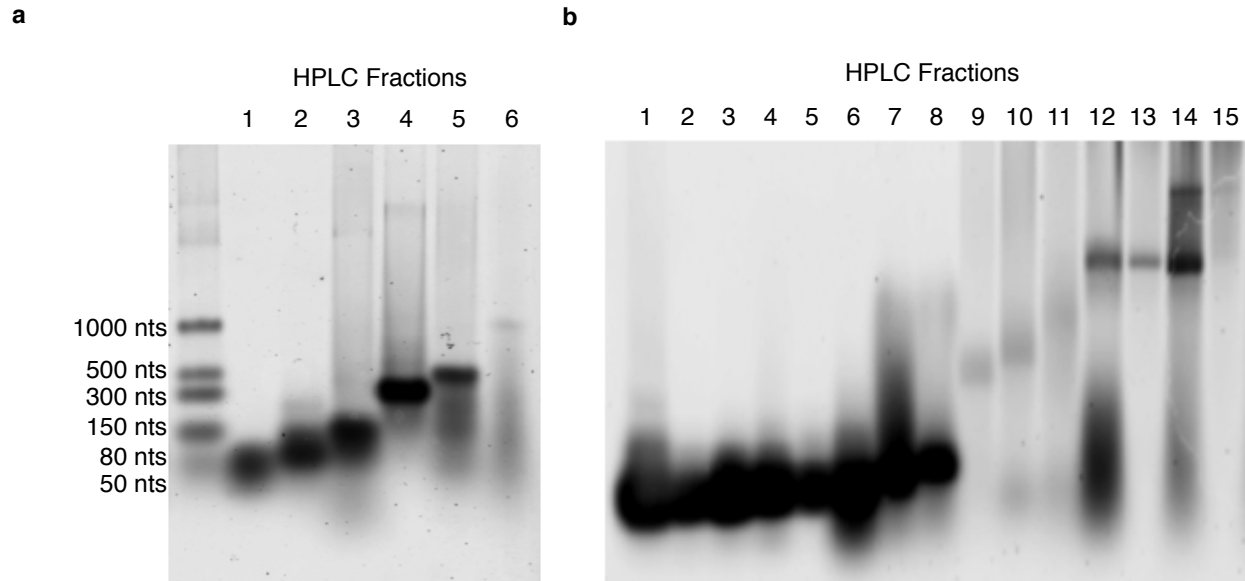 a
HPLC Fractions
1 2 3 4 5 6
1000 nts
500 nts
300 nts
150 nts
80 nts
50 nts
b
HPLC Fractions
1 2 3 4 5 6 7 8 9 10 11 12 13 14 15